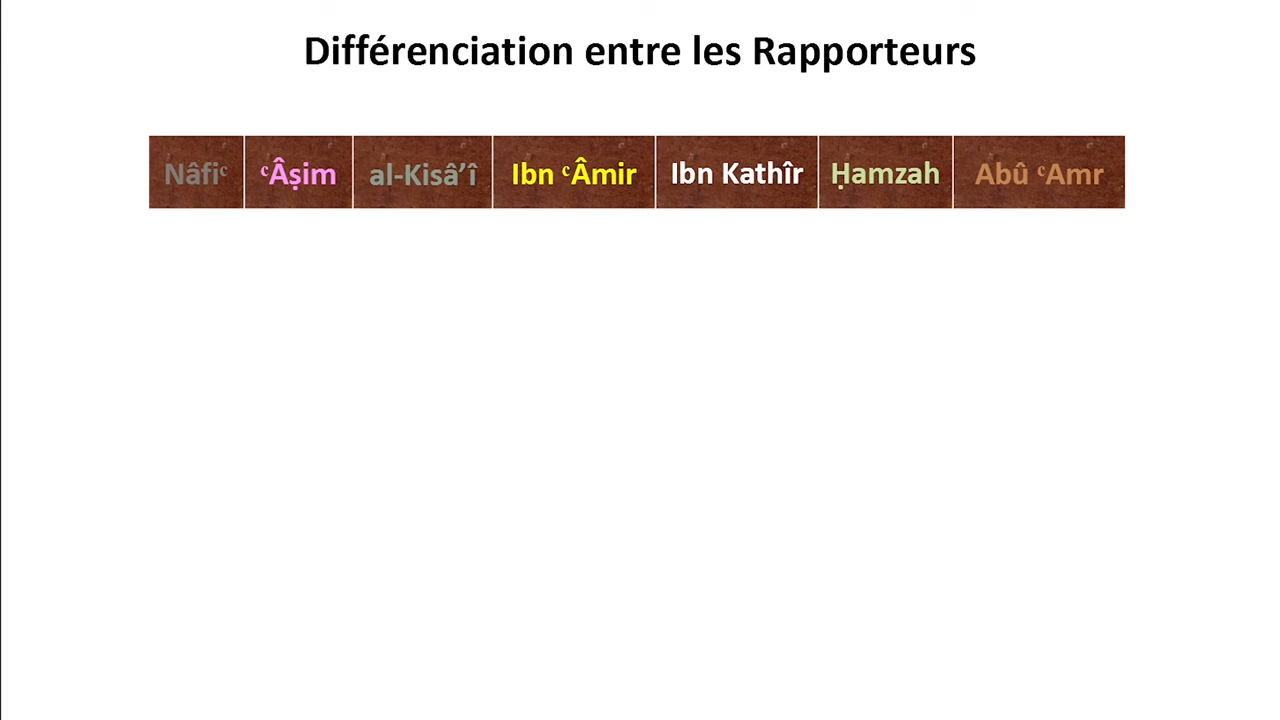 Différenciation entre les Rapporteurs
Nâfiᶜ ᶜÂṣim al-Kisâ’î Ibn ᶜÂmir Ibn Kathîr Ḥamzah Abû ᶜAmr